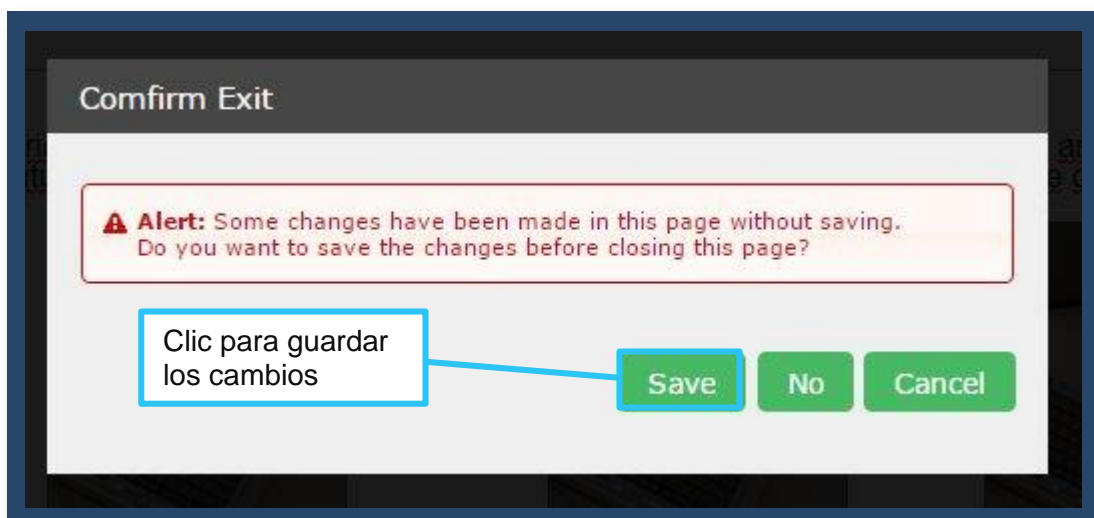 Comfirm Exit
Alert: Some changes have been made in this page without saving.
Do you want to save the changes before closing this page?
Clic para guardar
los cambios
Save No Cancel